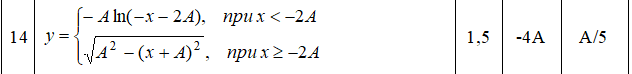 14 y = { − A ln(−x − 2A), при x < −2A
√(A² − (x + A)²), при x ≥ −2A
1,5 -4A A/5